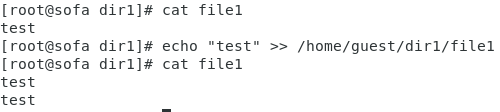 [root@sofa dir1]# cat file1
test
[root@sofa dir1]# echo "test" >> /home/guest/dir1/file1
[root@sofa dir1]# cat file1
test
test